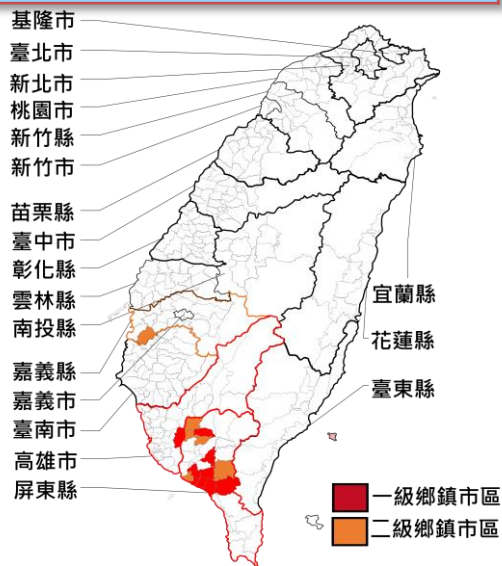 基隆市
臺北市
新北市
桃園市
新竹縣
新竹市
苗栗縣
臺中市
彰化縣
雲林縣
南投縣
嘉義縣
嘉義市
臺南市
高雄市
屏東縣
宜蘭縣
花蓮縣
臺東縣
一級鄉鎮市區
二級鄉鎮市區